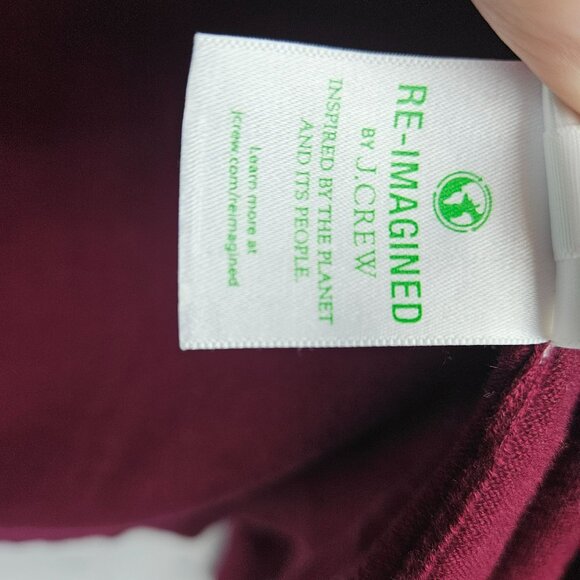 RE-IMAGINED
BY J.CREW
INSPIRED BY THE PLANET
AND ITS PEOPLE.
Learn more at
jcrew.com/reimagined